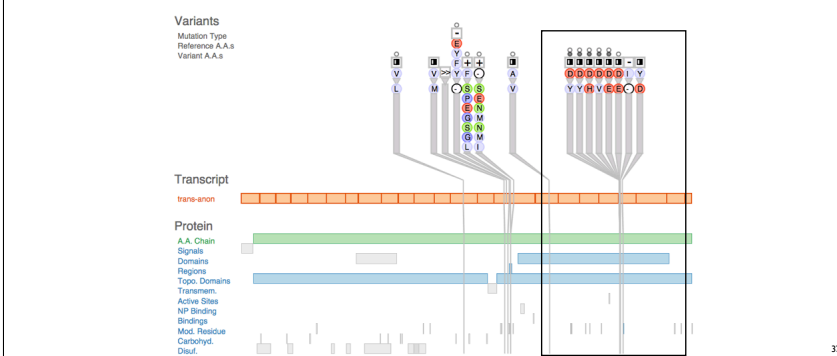 Variants
Mutation Type
Reference A.A.s
Variant A.A.s
- 
E
Y
F
V V >> Y F - A D D D D D D I Y
L M - S S V Y Y H V E E - D
P E
E N
G M
S N
G M
L I
Transcript
trans-anon
Protein
A.A. Chain
Signals
Domains
Regions
Topo. Domains
Transmem.
Active Sites
NP Binding
Bindings
Mod. Residue
Carbohyd.
Disuf.